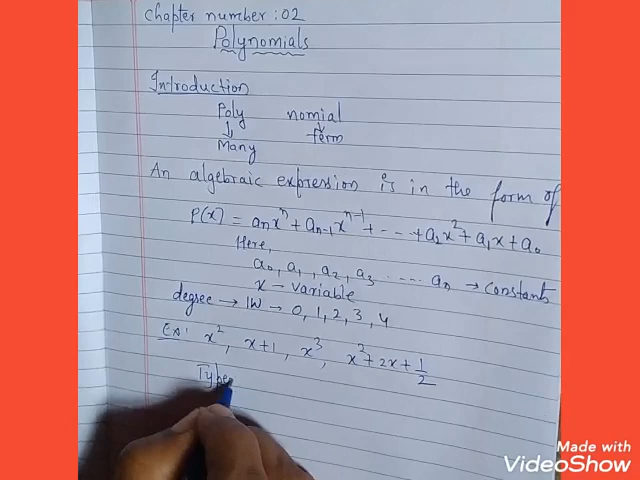 Chapter number : 02
Polynomials
Introduction
Poly nomial
↓ ↓
Many term
An algebraic expression is in the form of
P(x) = aₙxⁿ + aₙ₋₁xⁿ⁻¹ + ---- + a₂x² + a₁x + a₀
Here,
a₀, a₁, a₂, a₃ ---- aₙ → constants
x – variable
degree → IW → 0, 1, 2, 3, 4
Ex: x², x+1, x³, x²+2x+1/2
Type
Made with
VideoShow